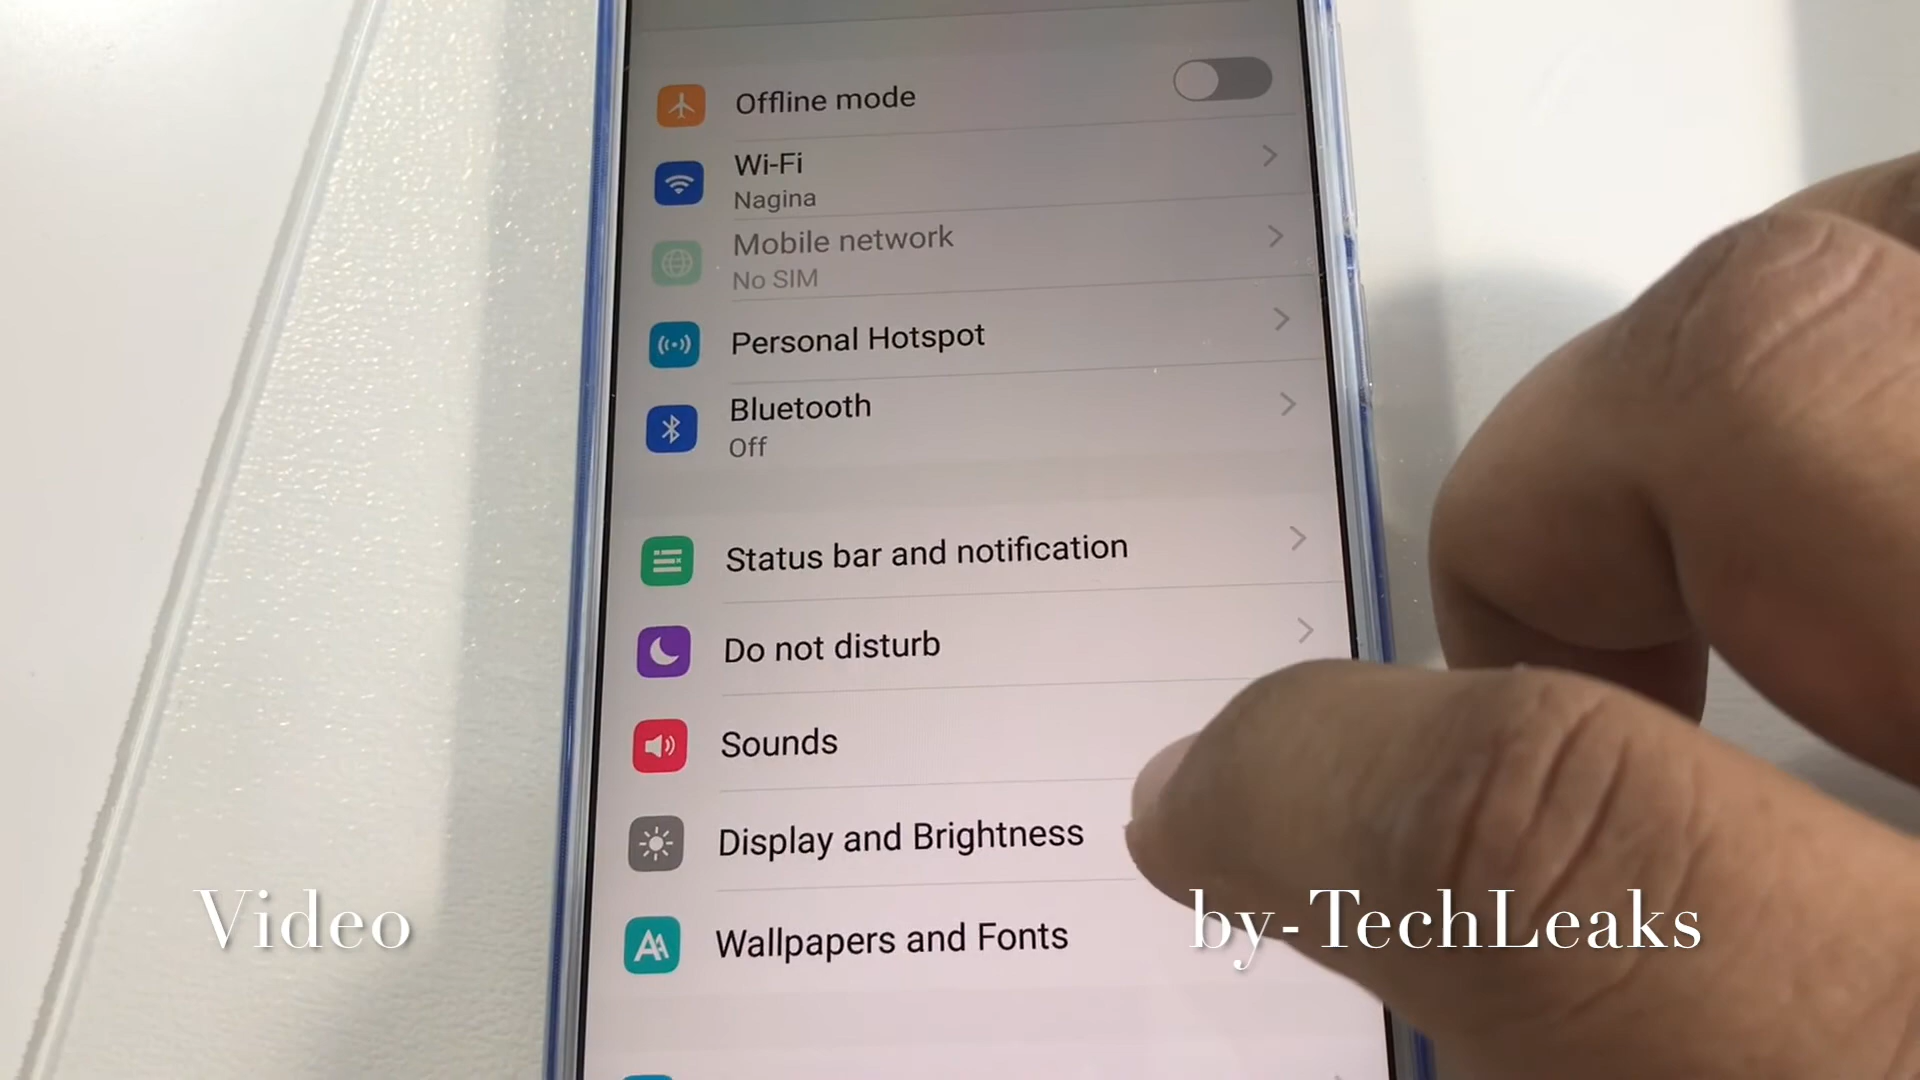 Offline mode
Wi-Fi
Nagina
Mobile network
No SIM
Personal Hotspot
Bluetooth
Off
Status bar and notification
Do not disturb
Sounds
Display and Brightness
Wallpapers and Fonts
Video by-TechLeaks